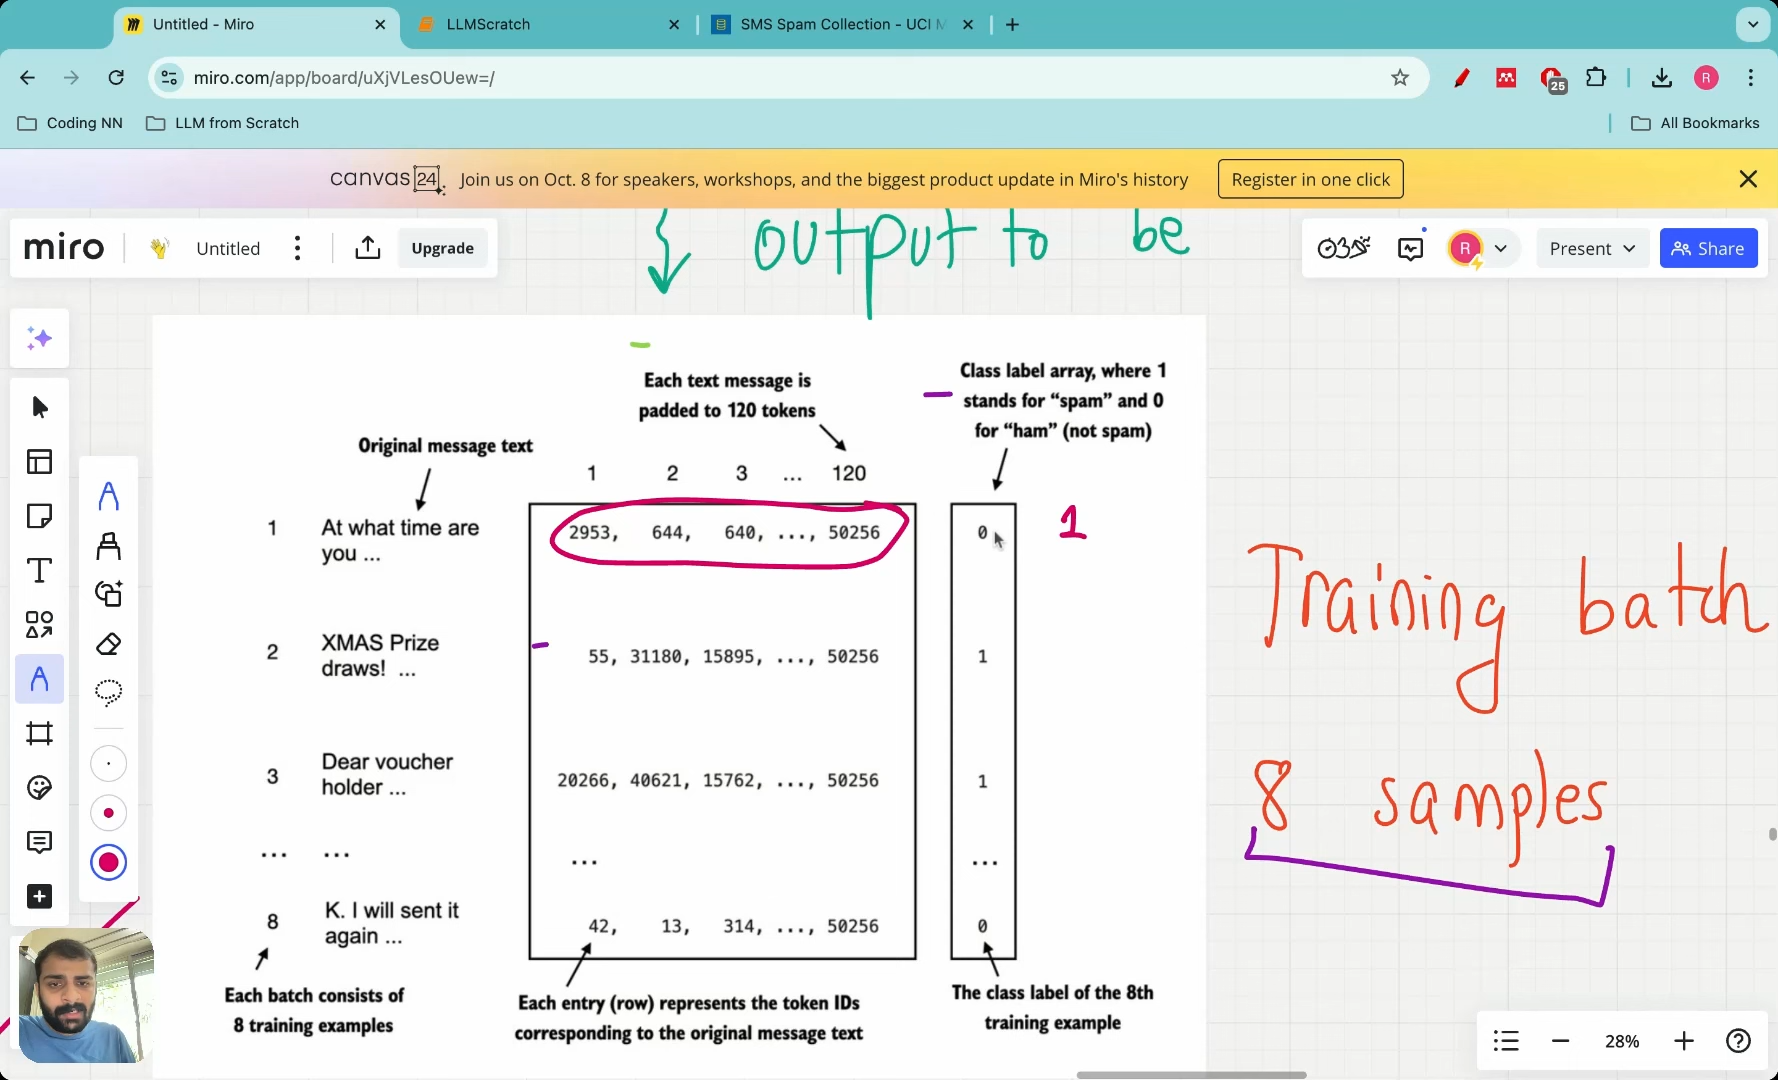 Untitled - Miro
LLMScratch
SMS Spam Collection - UCI M
miro.com/app/board/uXjVLesOUew=/
25
R
Coding NN
LLM from Scratch
All Bookmarks
canvas 24
Join us on Oct. 8 for speakers, workshops, and the biggest product update in Miro's history
Register in one click
miro
Untitled
Upgrade
output to be
R
Present
Share
Each text message is
padded to 120 tokens
Class label array, where 1
stands for "spam" and 0
for "ham" (not spam)
Original message text
1 2 3 ... 120
1 At what time are
you ...
2953, 644, 640, ..., 50256
0
1
2 XMAS Prize
draws! ...
55, 31180, 15895, ..., 50256
1
3 Dear voucher
holder ...
20266, 40621, 15762, ..., 50256
1
... ... ... ...
8 K. I will sent it
again ...
42, 13, 314, ..., 50256
0
Each batch consists of
8 training examples
Each entry (row) represents the token IDs
corresponding to the original message text
The class label of the 8th
training example
Training batch
8 samples
28%